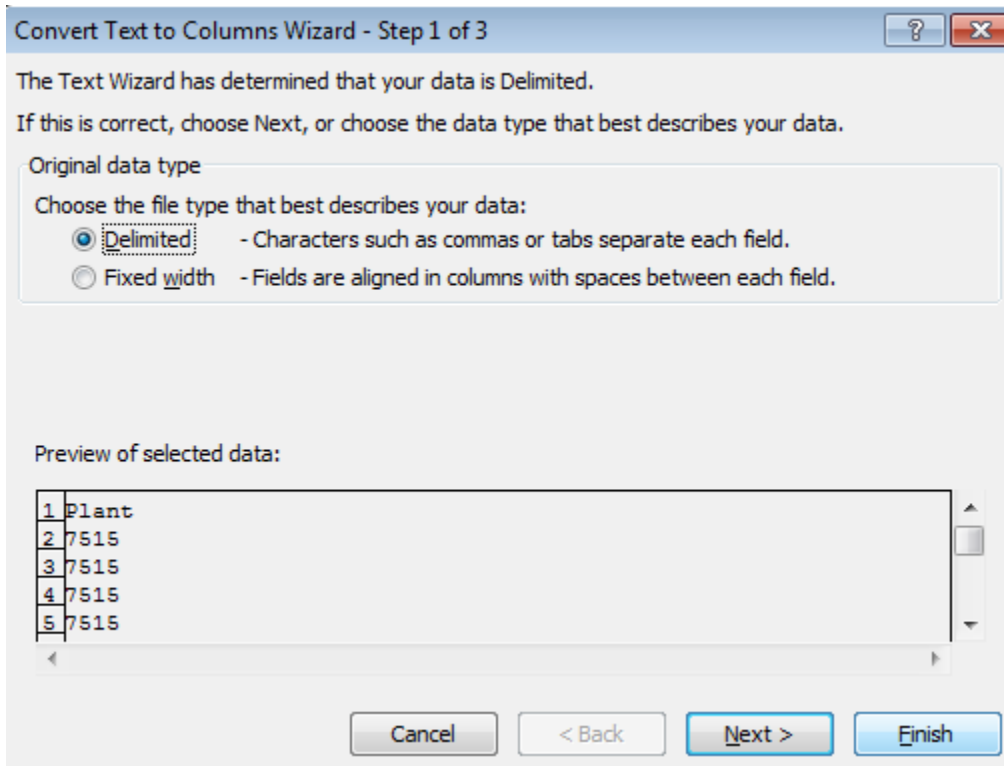 Convert Text to Columns Wizard - Step 1 of 3
The Text Wizard has determined that your data is Delimited.
If this is correct, choose Next, or choose the data type that best describes your data.
Original data type
Choose the file type that best describes your data:
Delimited - Characters such as commas or tabs separate each field.
Fixed width - Fields are aligned in columns with spaces between each field.
Preview of selected data:
1 Plant
2 7515
3 7515
4 7515
5 7515
Cancel < Back Next > Finish